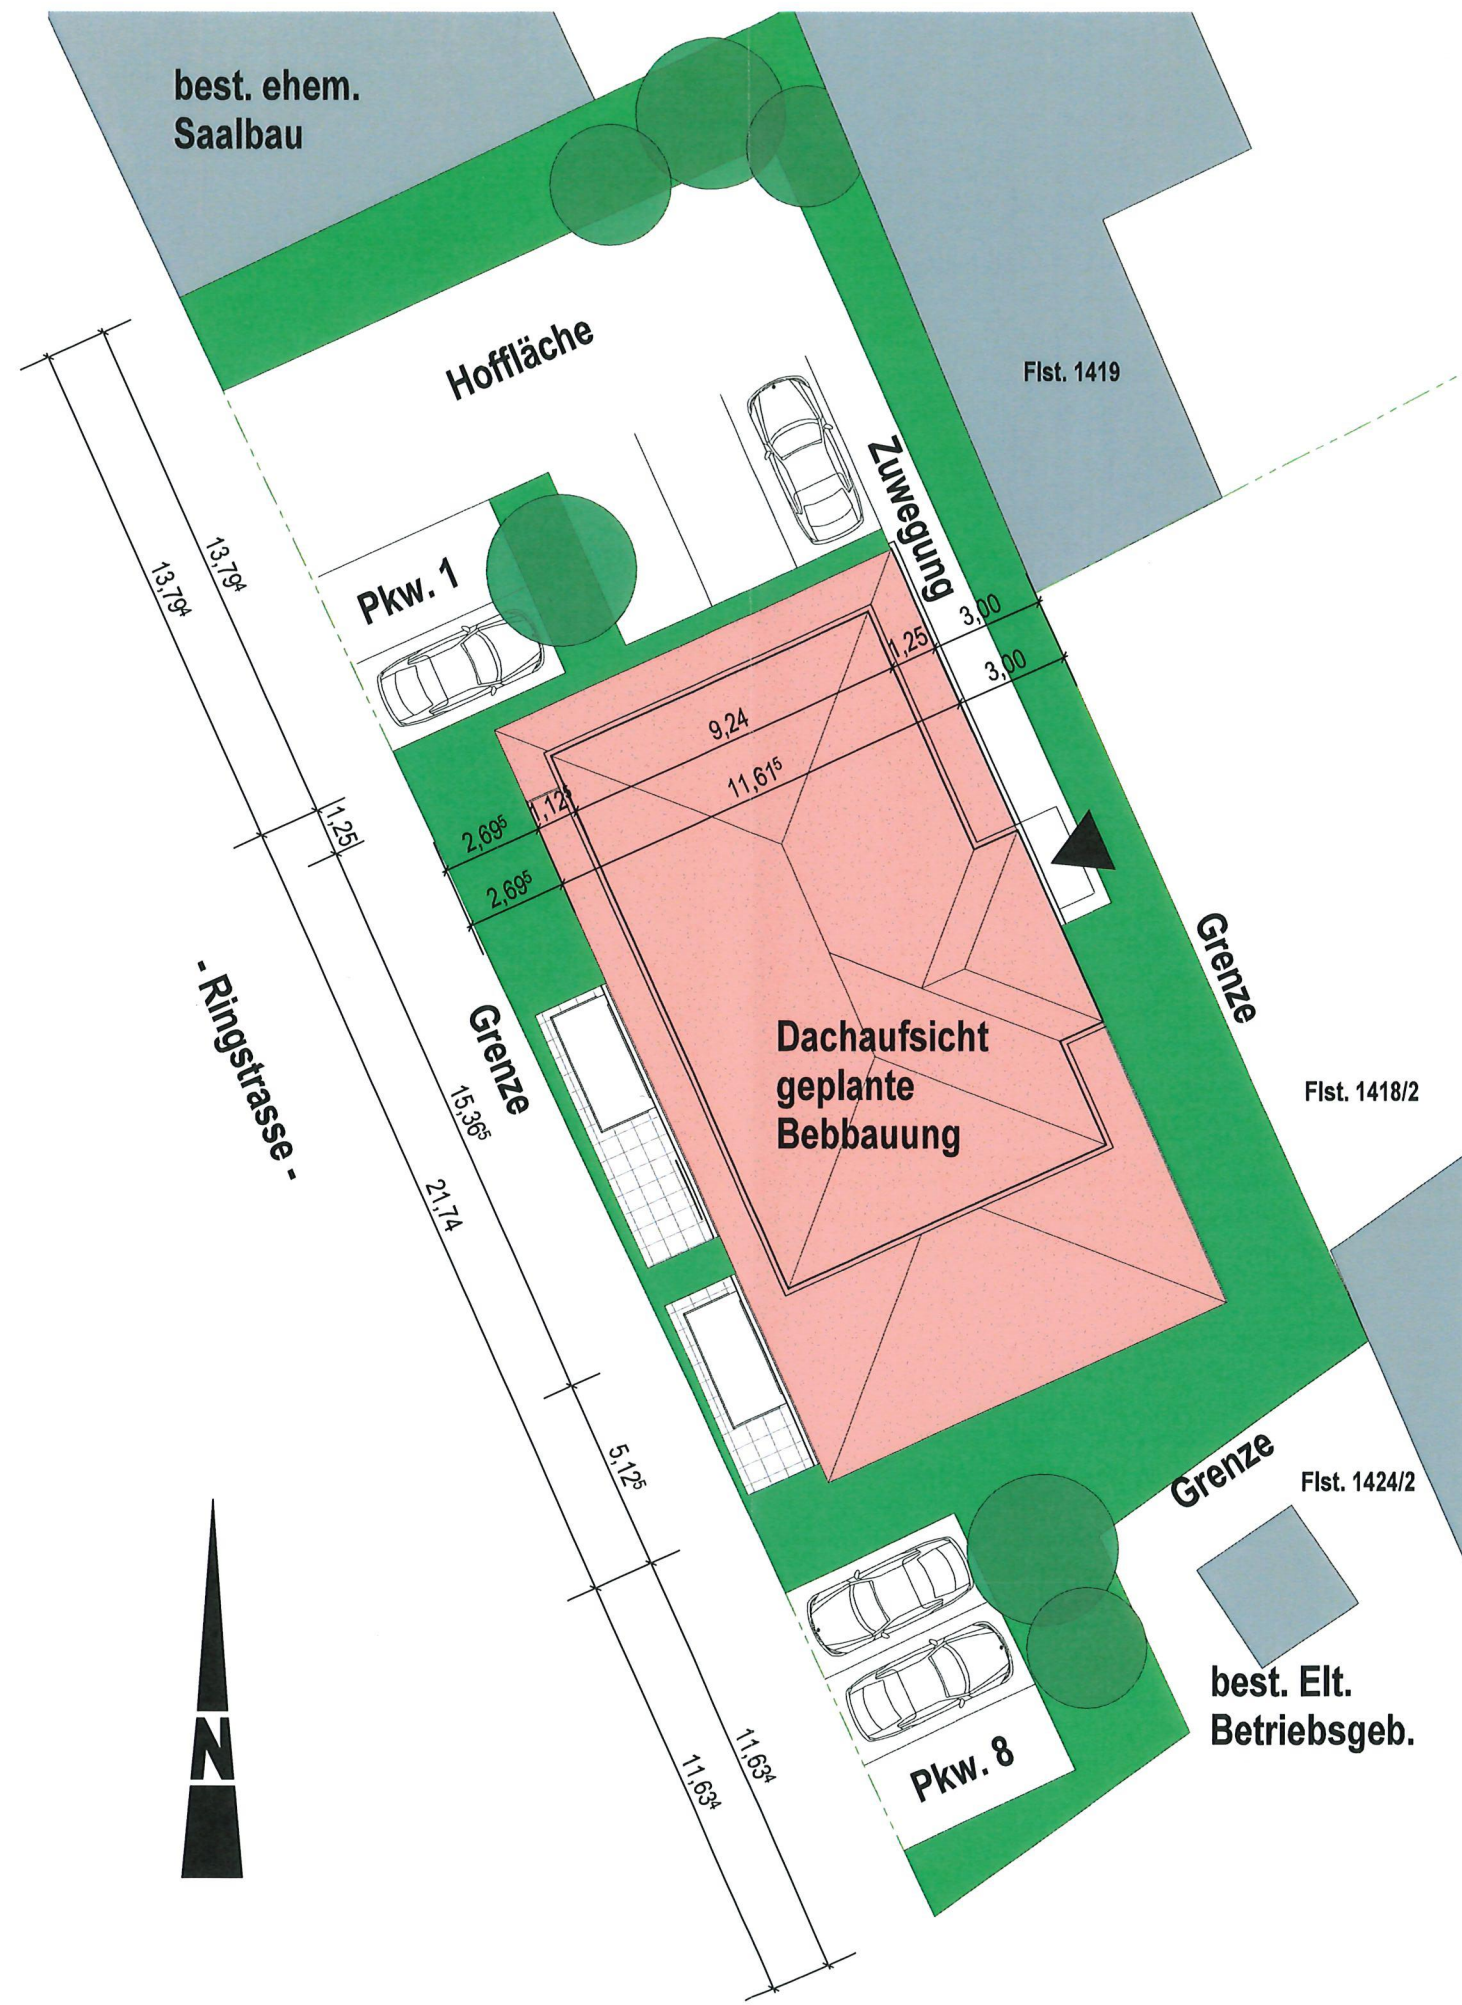 best. ehem.
Saalbau
Hoffläche
Flst. 1419
Zuwegung
13,79⁴
13,79⁴
Pkw. 1
3,00
1,25
3,00
9,24
11,61⁵
1,12⁵
2,69⁵
2,69⁵
1,25
- Ringstrasse -
Grenze
Grenze
Dachaufsicht
geplante
Bebbauung
Flst. 1418/2
15,36⁵
21,74
5,12⁵
Grenze
Flst. 1424/2
best. Elt.
Betriebsgeb.
N
11,63⁴
11,63⁴
Pkw. 8